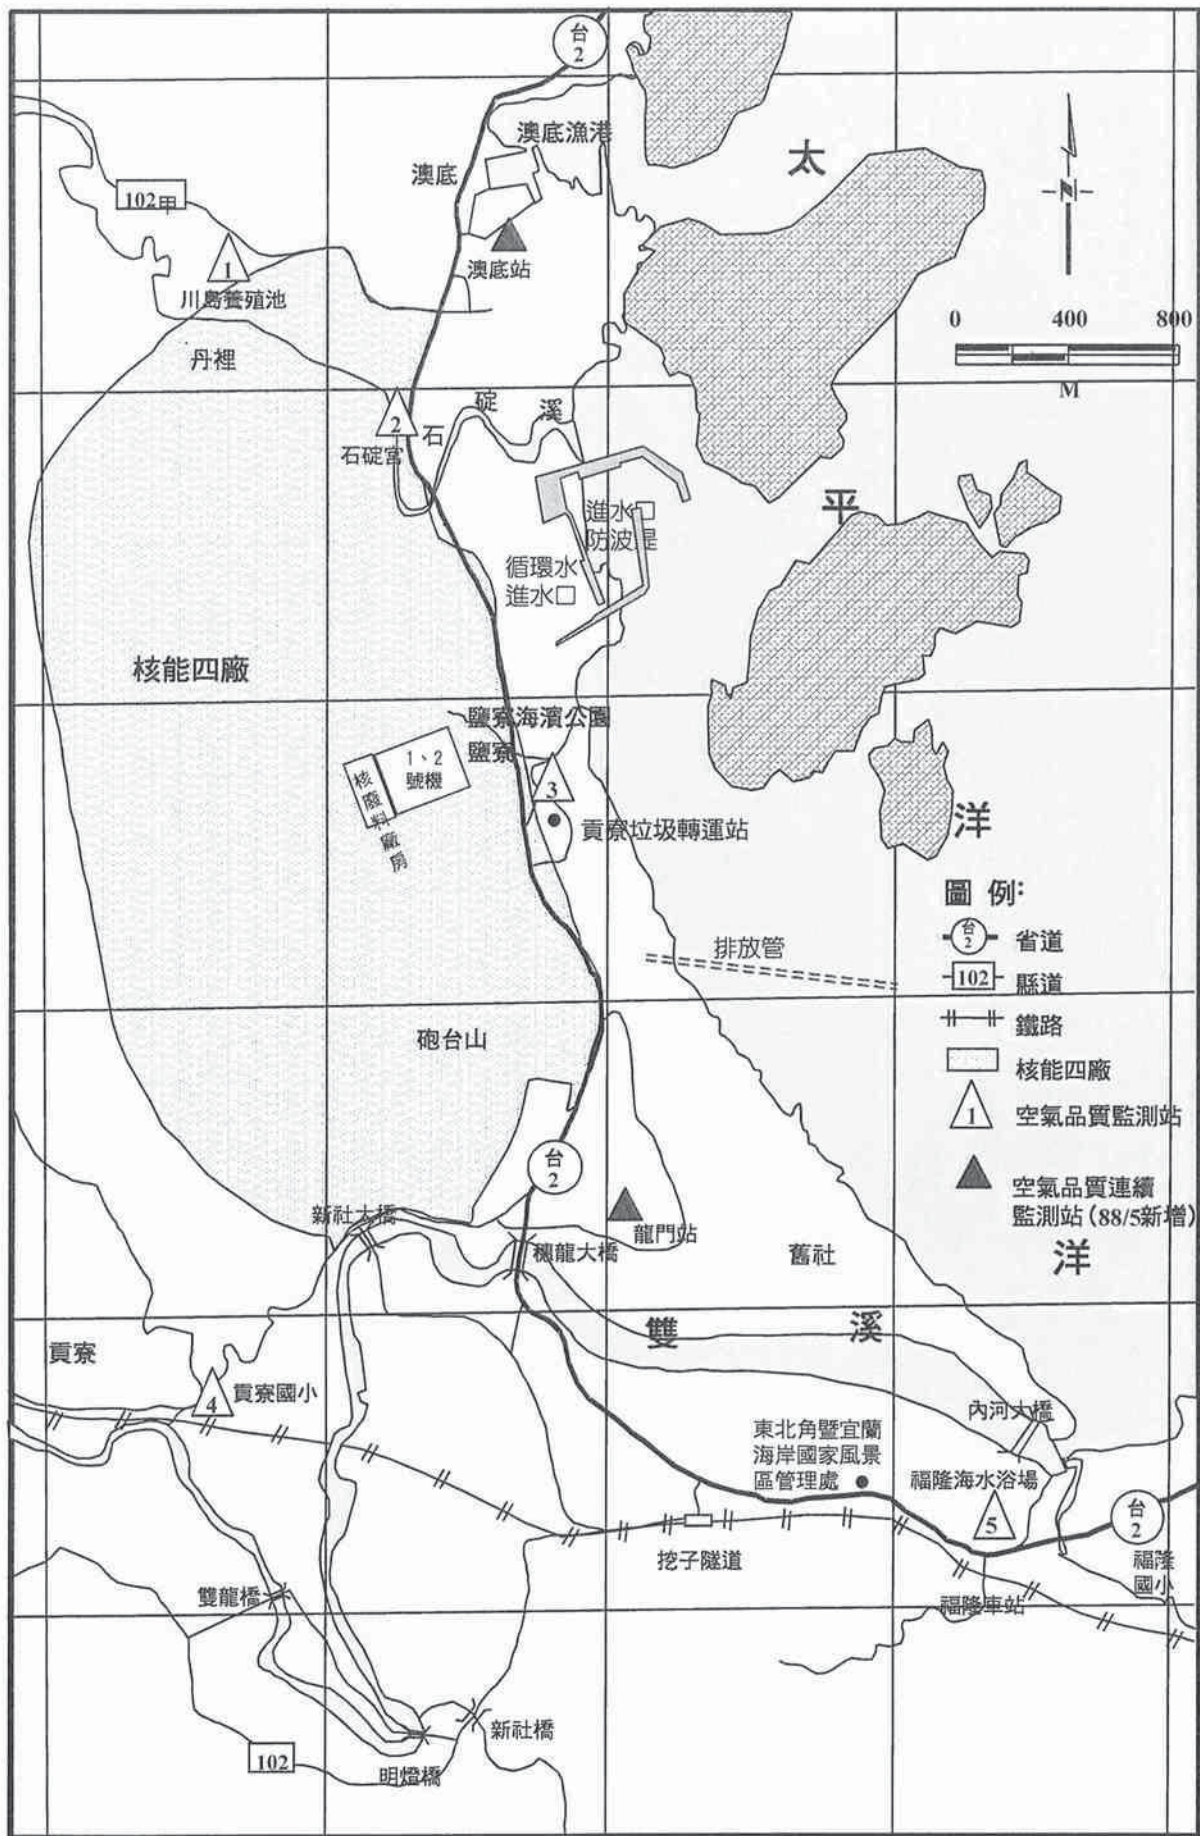 台
2
澳底漁港
澳底
太
102甲
1
川島養殖池
澳底站
N
0 400 800
M
丹裡
2
石碇宮
石
碇
溪
平
進水口
防波堤
循環水
進水口
核能四廠
鹽寮海濱公園
鹽寮
1、2
號機
核廢料廠房
3
貢寮垃圾轉運站
洋
圖 例:
台
2
省道
102
縣道
鐵路
核能四廠
1
空氣品質監測站
空氣品質連續
監測站(88/5新增)
排放管
砲台山
台
2
新社大橋
龍門站
穗龍大橋
舊社
洋
雙
溪
貢寮
4
貢寮國小
東北角暨宜蘭
海岸國家風景
區管理處
內河大橋
福隆海水浴場
5
台
2
挖子隧道
福隆
國小
福隆車站
雙龍橋
新社橋
102
明燈橋